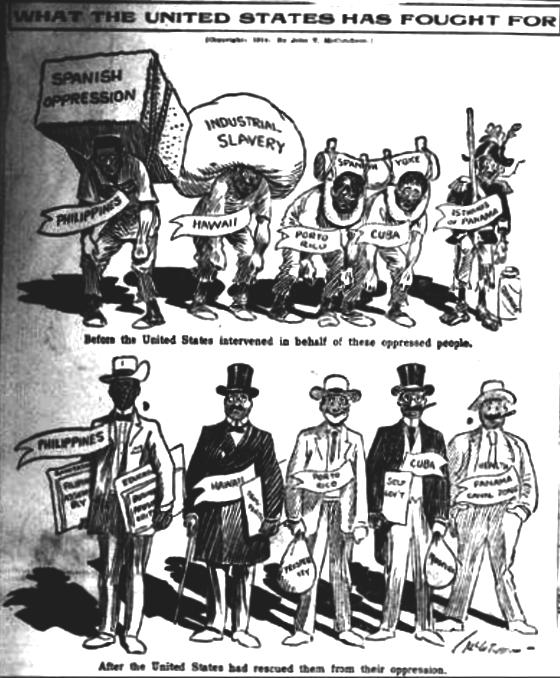 WHAT THE UNITED STATES HAS FOUGHT FOR
(Copyright: 1914: By John T. McCutcheon.)
SPANISH
OPPRESSION
INDUSTRIAL
SLAVERY
SPANISH YOKE
PHILIPPINES
HAWAII
PORTO
RICO
CUBA
ISTHMUS
OF PANAMA
Before the United States intervened in behalf of these oppressed people.
PHILIPPINES
HAWAII
PORTO
RICO
CUBA
SELF
GOV'T
HEALTH
PANAMA
CANAL ZONE
PROSPER
ITY
After the United States had rescued them from their oppression.